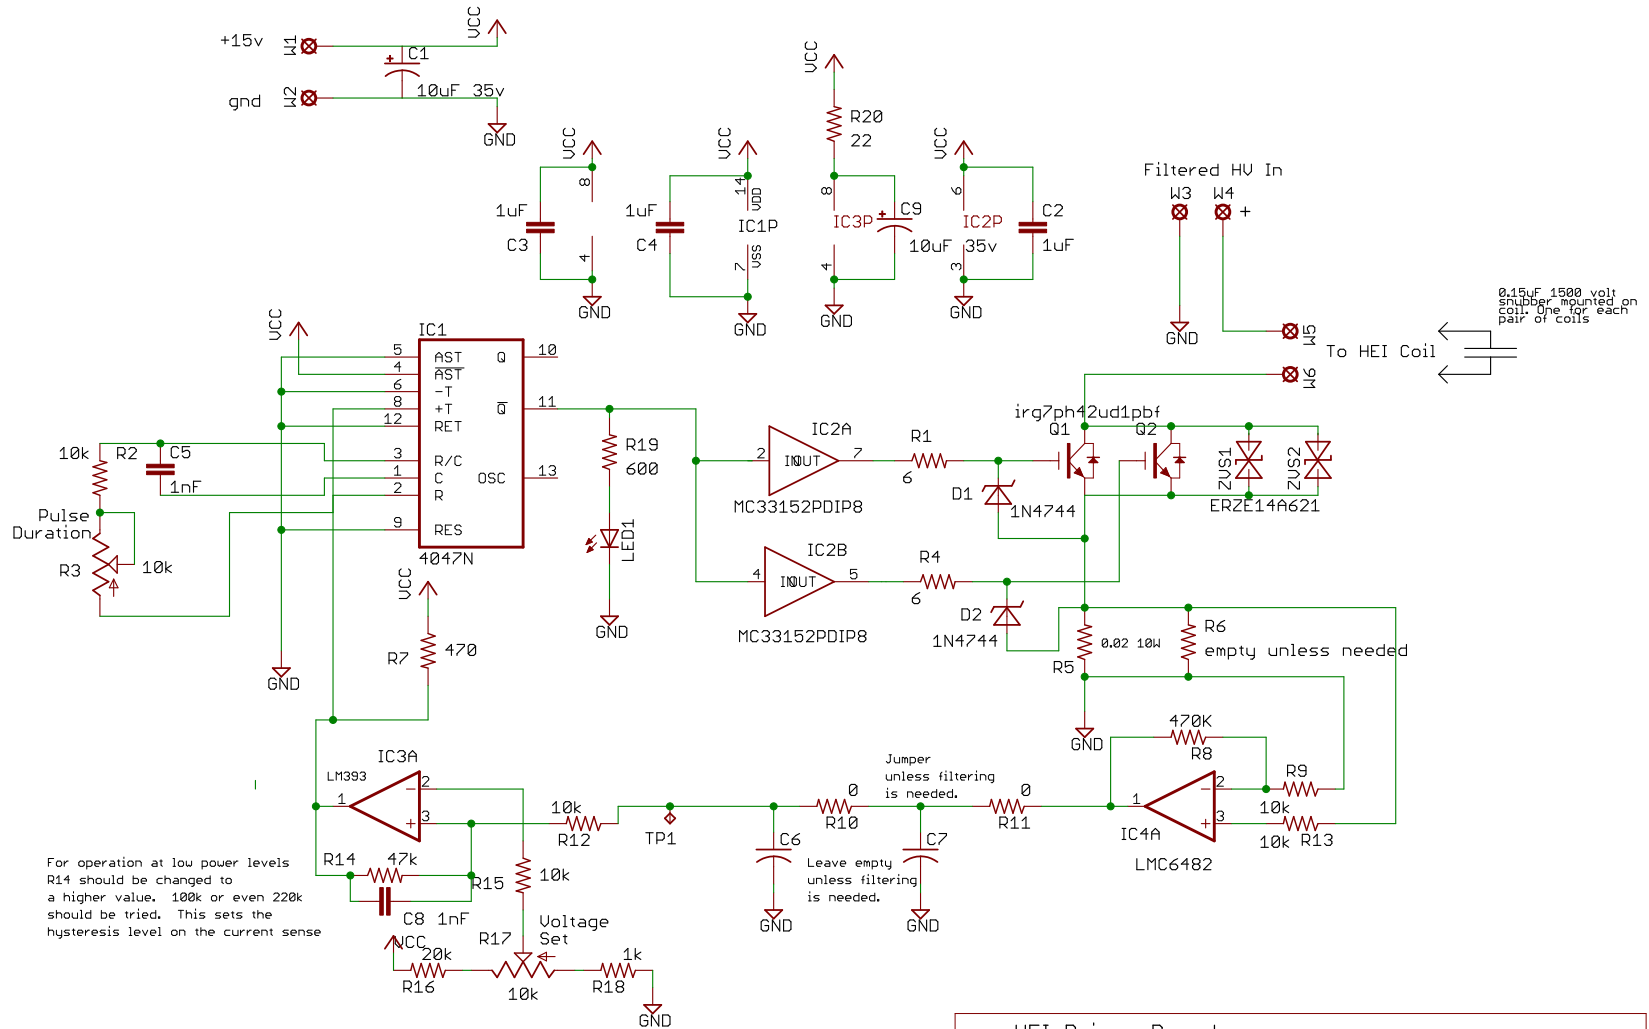 +15v
W1
VCC
C1
10uF 35v
gnd
W2
GND
VCC
8
1uF
C3
4
GND
VCC
14
VDD
1uF
IC1P
C4
7
VSS
GND
VCC
R20
22
8
IC3P
C9
10uF 35v
4
GND
VCC
6
IC2P
C2
1uF
3
GND
Filtered HV In
W3
W4
+
GND
0.15uF 1500 volt
snubber mounted on
coil. One for each
pair of coils
W5
To HEI Coil
W6
VCC
IC1
5 AST Q 10
4 AST
6 -T
8 +T Q 11
12 RET
3 R/C
1 C OSC 13
2 R
9 RES
4047N
10k
R2
C5
1nF
Pulse
Duration
R3
10k
GND
R19
600
LED1
GND
IC2A
2 IN OUT 7
MC33152PDIP8
IC2B
4 IN OUT 5
MC33152PDIP8
R1
6
D1
1N4744
R4
6
D2
1N4744
irg7ph42ud1pbf
Q1
Q2
ZVS1
ZVS2
ERZE14A621
R5
0.02 10W
R6
empty unless needed
GND
VCC
R7
470
IC3A
LM393
1
2
-
3
+
10k
R12
TP1
C6
GND
0
R10
Jumper
unless filtering
is needed.
Leave empty
unless filtering
is needed.
C7
GND
0
R11
470K
R8
1
2
-
3
+
IC4A
LMC6482
R9
10k
10k
R13
For operation at low power levels
R14 should be changed to
a higher value.  100k or even 220k
should be tried.  This sets the
hysteresis level on the current sense
R14
47k
C8 1nF
R15
10k
VCC
20k
R16
R17
Voltage
Set
10k
1k
R18
GND